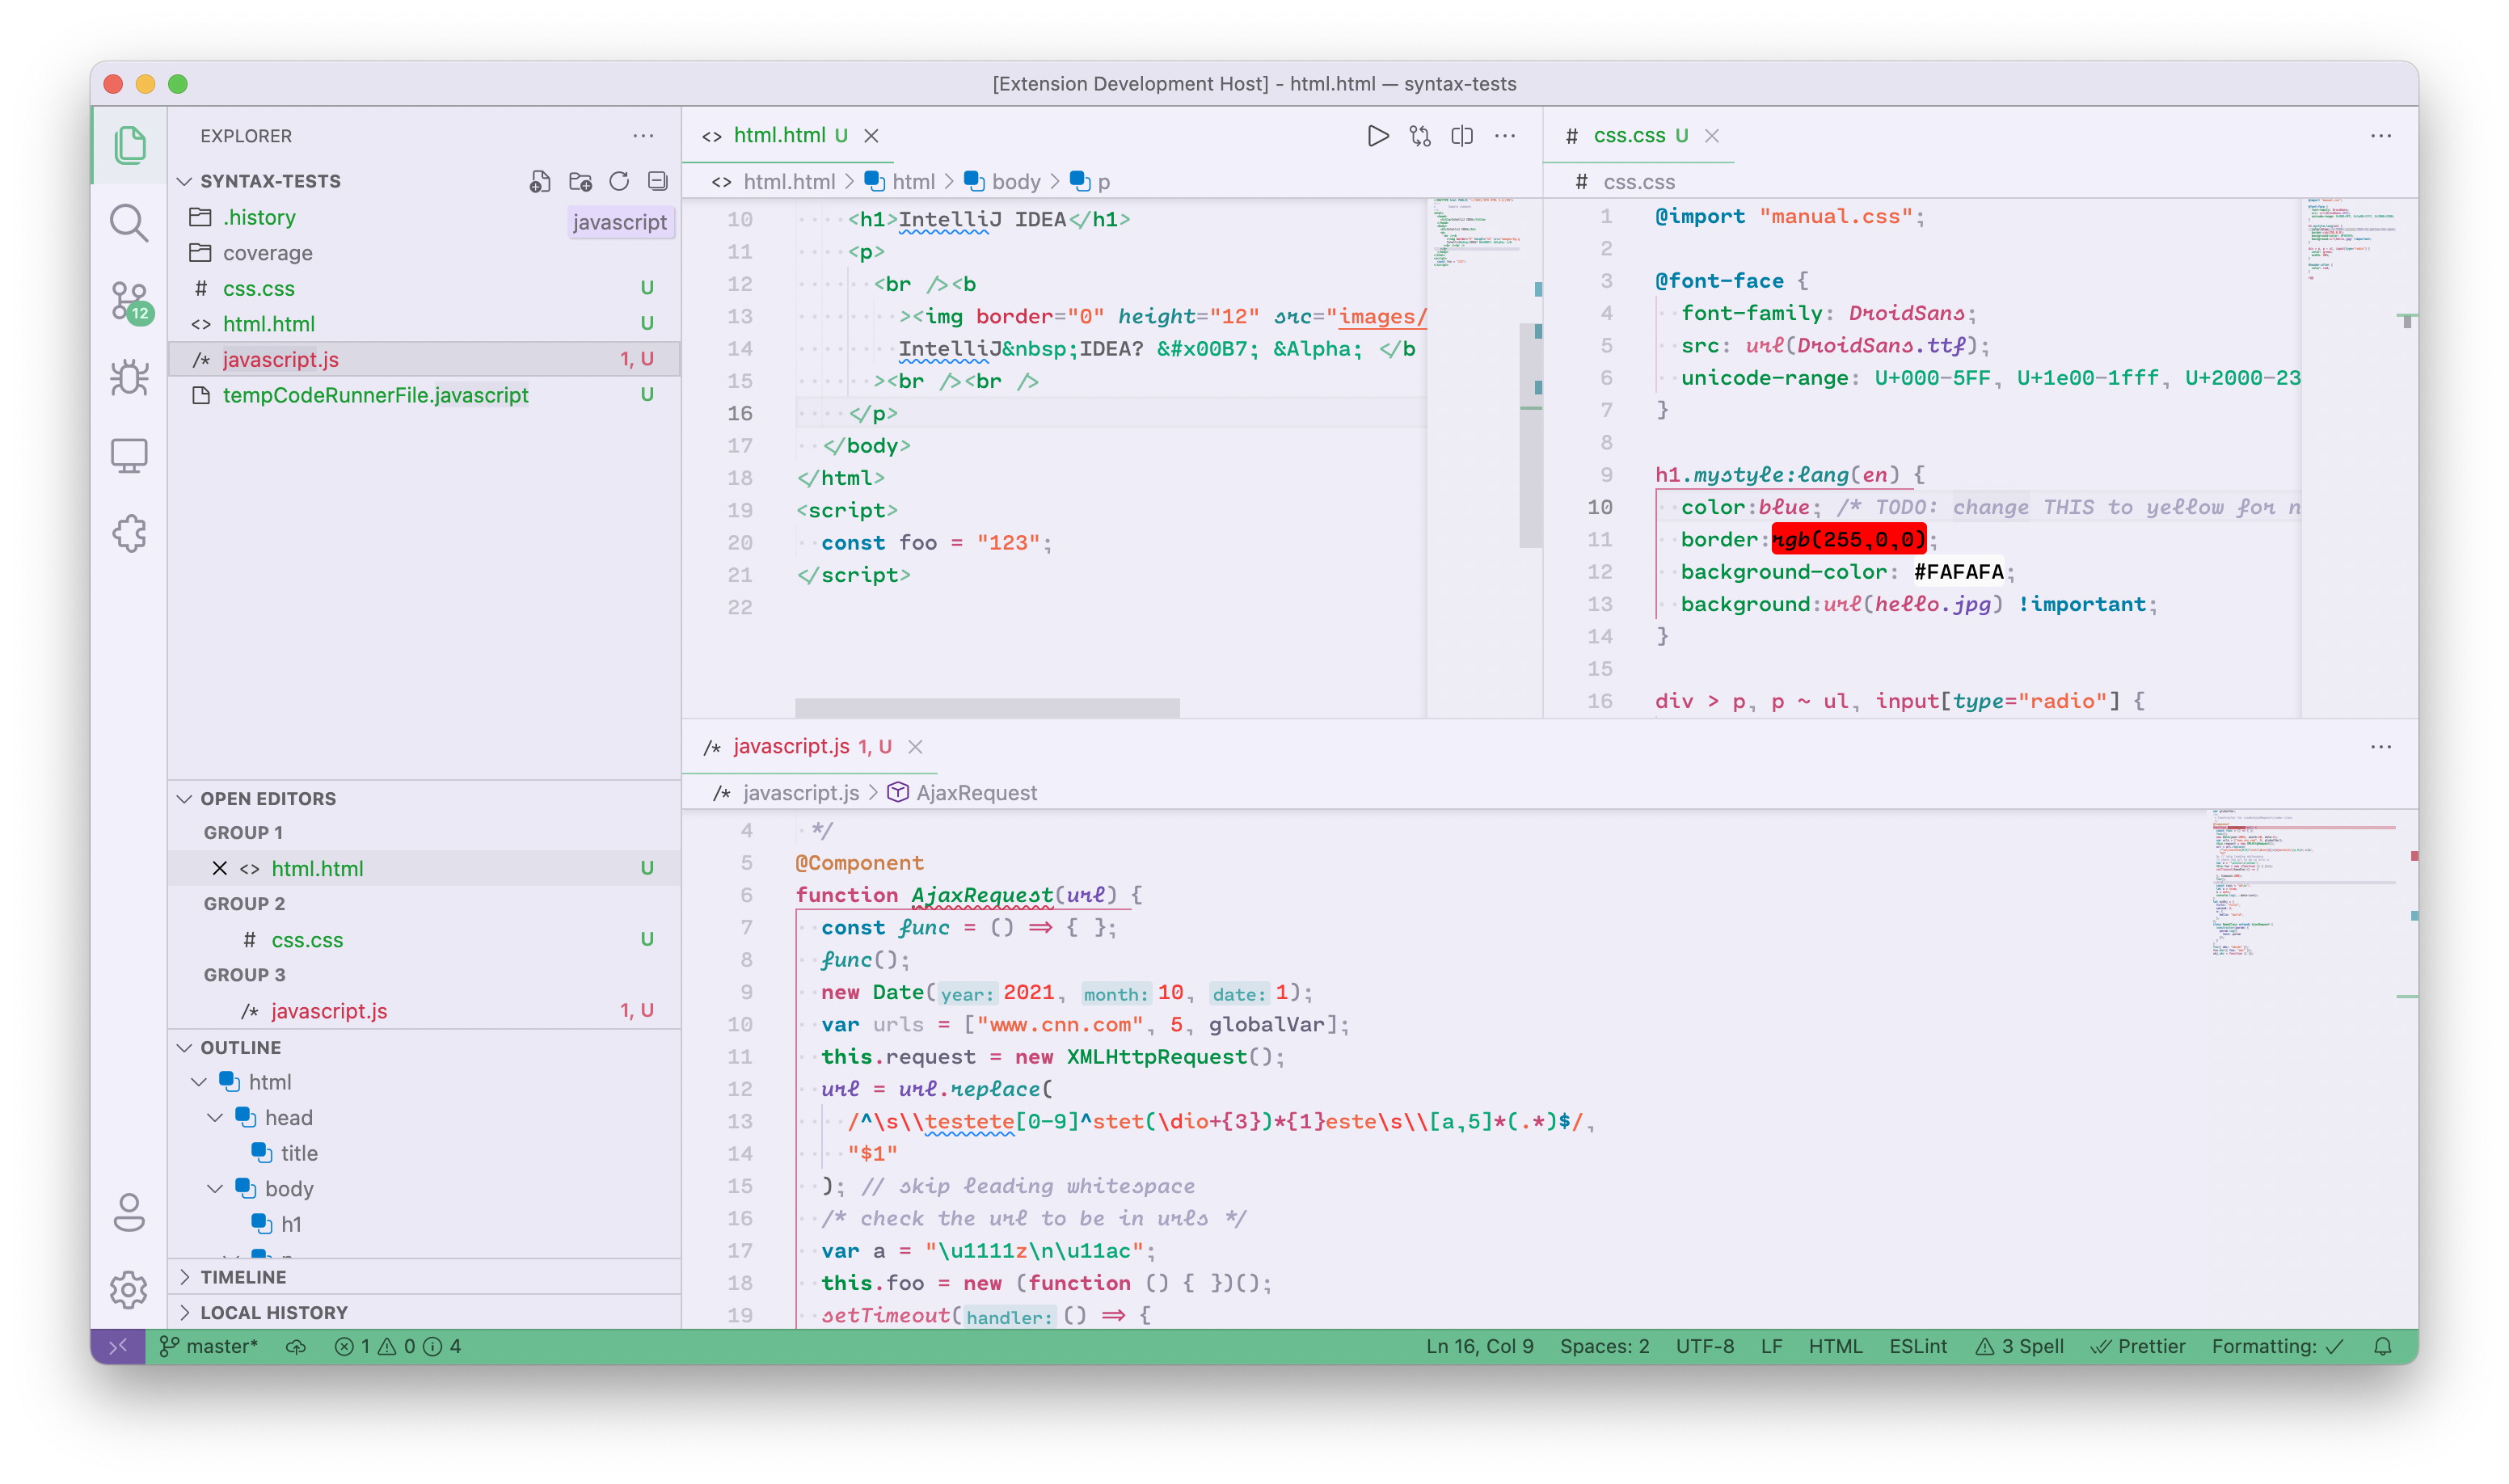 [Extension Development Host] - html.html — syntax-tests
EXPLORER
SYNTAX-TESTS
.history
javascript
coverage
# css.css U
<> html.html U
/* javascript.js 1, U
tempCodeRunnerFile.javascript U
12
OPEN EDITORS
GROUP 1
<> html.html U
GROUP 2
# css.css U
GROUP 3
/* javascript.js 1, U
OUTLINE
html
head
title
body
h1
TIMELINE
LOCAL HISTORY
<> html.html U
<> html.html > html > body > p
10 <h1>IntelliJ IDEA</h1>
11 <p>
12 <br /><b
13 ><img border="0" height="12" src="images/
14 IntelliJ&nbsp;IDEA? &#x00B7; &Alpha; </b
15 ><br /><br />
16 </p>
17 </body>
18 </html>
19 <script>
20 const foo = "123";
21 </script>
22
# css.css U
# css.css
1 @import "manual.css";
2
3 @font-face {
4 font-family: DroidSans;
5 src: url(DroidSans.ttf);
6 unicode-range: U+000-5FF, U+1e00-1fff, U+2000-23
7 }
8
9 h1.mystyle:lang(en) {
10 color:blue; /* TODO: change THIS to yellow for n
11 border:rgb(255,0,0);
12 background-color: #FAFAFA;
13 background:url(hello.jpg) !important;
14 }
15
16 div > p, p ~ ul, input[type="radio"] {
/* javascript.js 1, U
/* javascript.js > AjaxRequest
4 */
5 @Component
6 function AjaxRequest(url) {
7 const func = () => { };
8 func();
9 new Date(year: 2021, month: 10, date: 1);
10 var urls = ["www.cnn.com", 5, globalVar];
11 this.request = new XMLHttpRequest();
12 url = url.replace(
13 /^\s\\testete[0-9]^stet(\dio+{3})*{1}este\s\\[a,5]*(.*)$/,
14 "$1"
15 ); // skip leading whitespace
16 /* check the url to be in urls */
17 var a = "\u1111z\n\u11ac";
18 this.foo = new (function () { })();
19 setTimeout(handler: () => {
master* 1 0 4 Ln 16, Col 9 Spaces: 2 UTF-8 LF HTML ESLint 3 Spell Prettier Formatting: